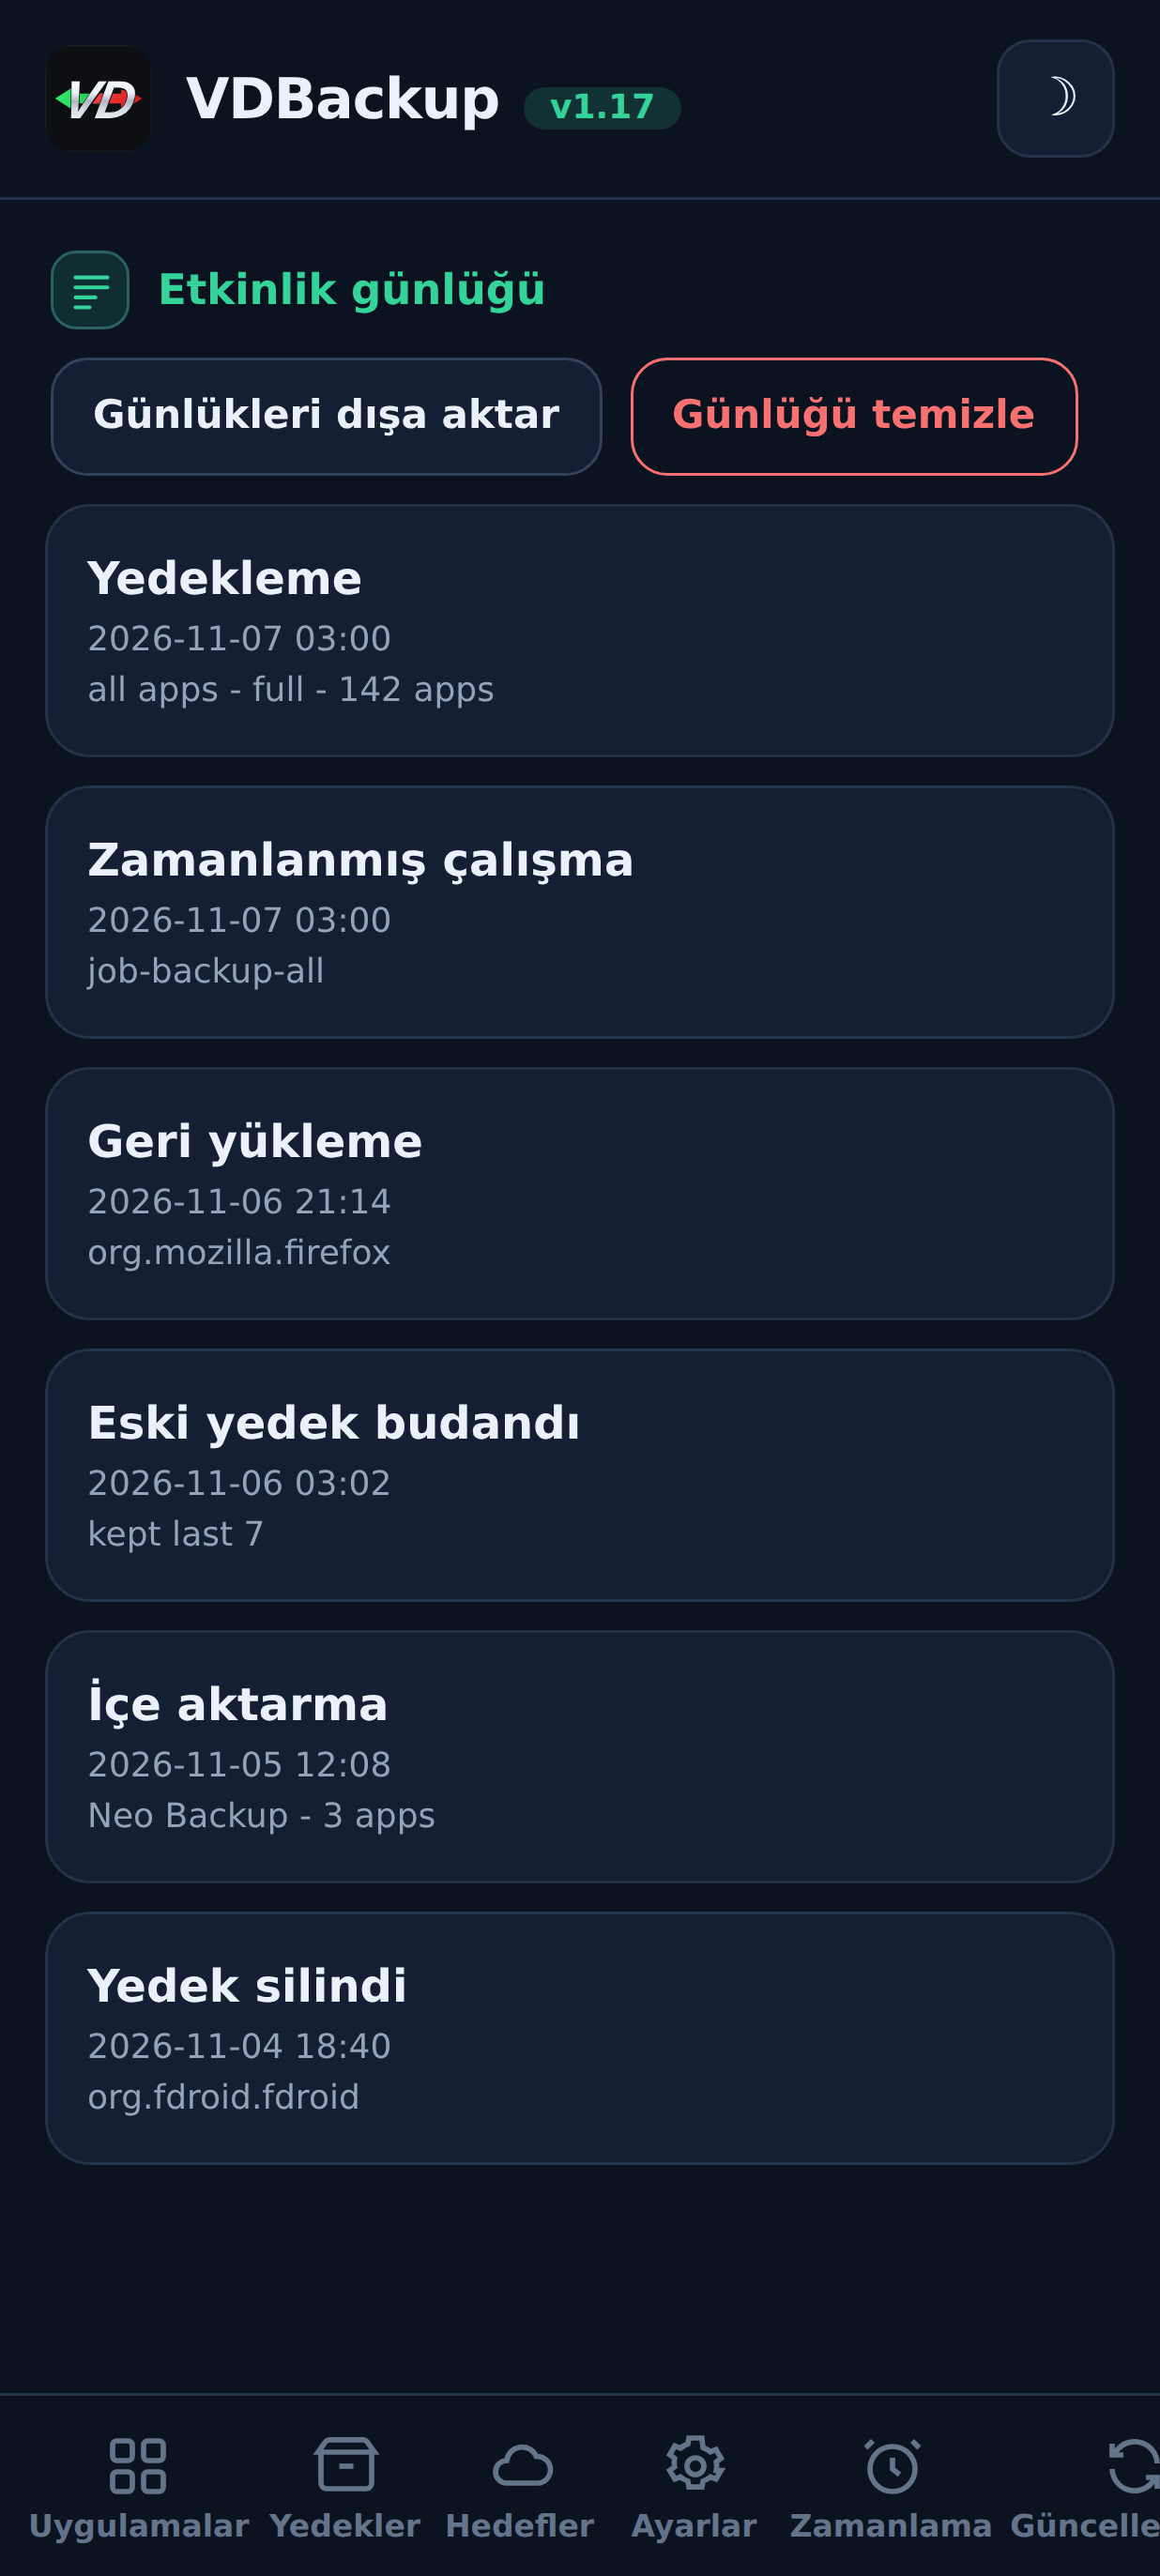 VD
VDBackup v1.17
Etkinlik günlüğü
Günlükleri dışa aktar
Günlüğü temizle
Yedekleme
2026-11-07 03:00
all apps - full - 142 apps
Zamanlanmış çalışma
2026-11-07 03:00
job-backup-all
Geri yükleme
2026-11-06 21:14
org.mozilla.firefox
Eski yedek budandı
2026-11-06 03:02
kept last 7
İçe aktarma
2026-11-05 12:08
Neo Backup - 3 apps
Yedek silindi
2026-11-04 18:40
org.fdroid.fdroid
Uygulamalar Yedekler Hedefler Ayarlar Zamanlama